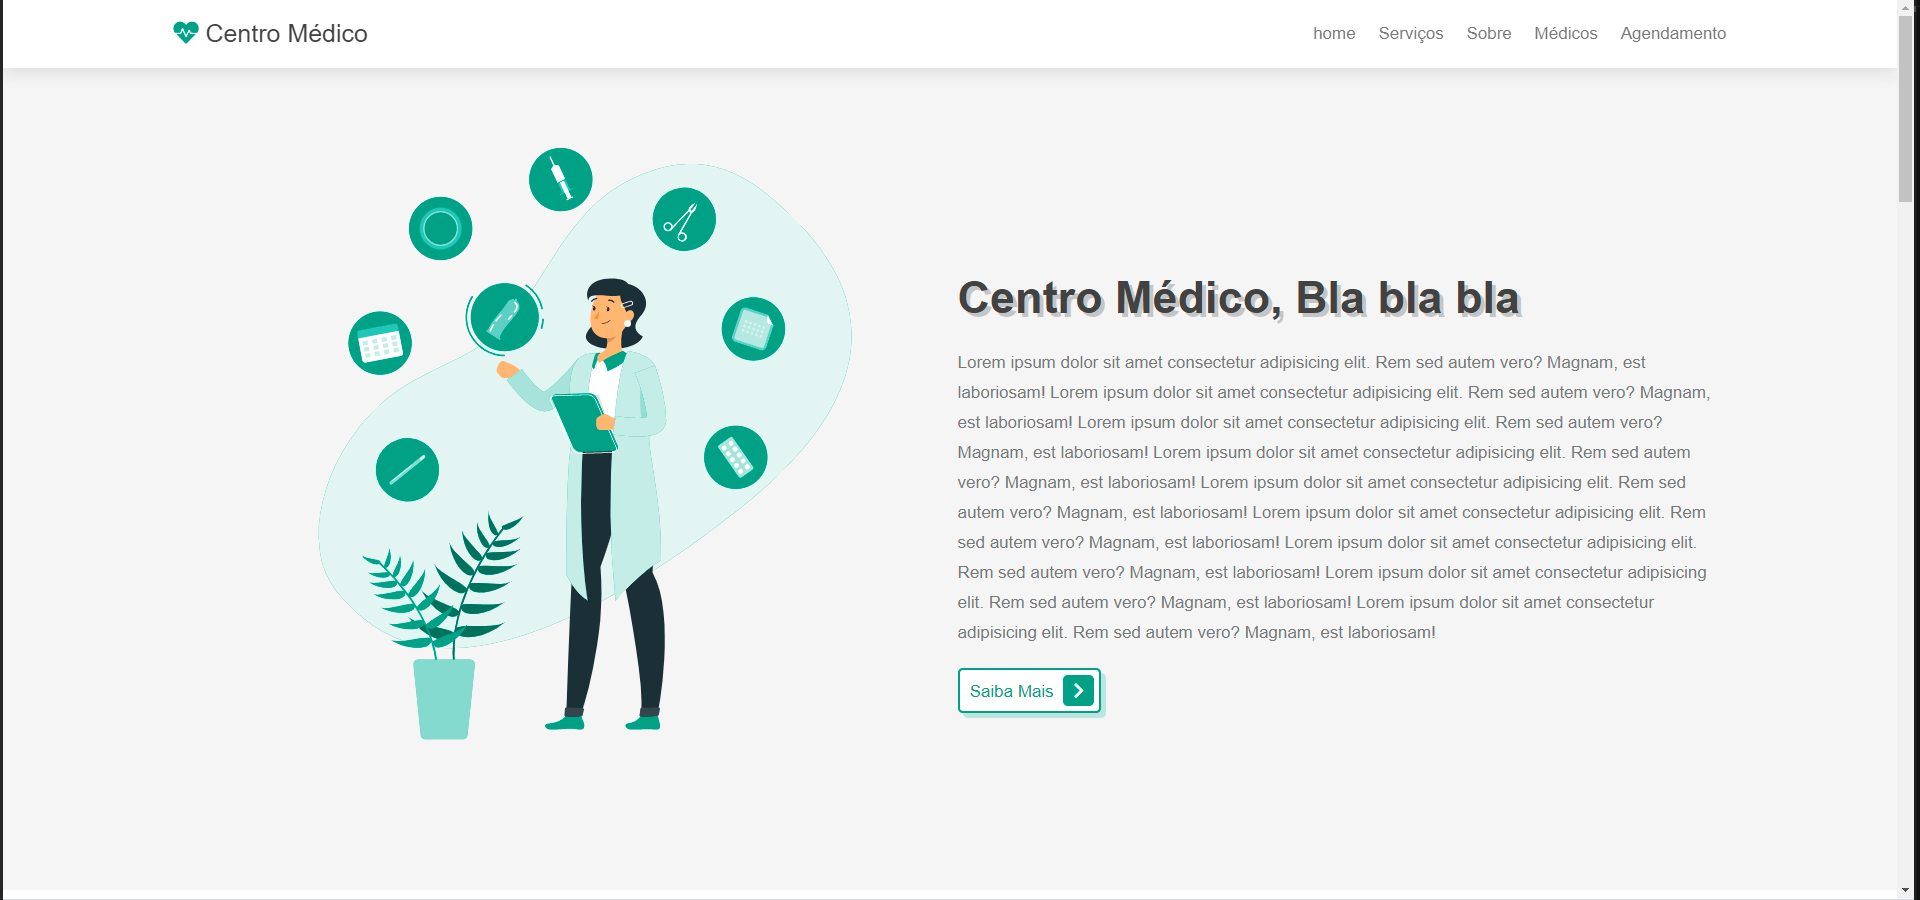 Centro Médico
home Serviços Sobre Médicos Agendamento
Centro Médico, Bla bla bla
Lorem ipsum dolor sit amet consectetur adipisicing elit. Rem sed autem vero? Magnam, est
laboriosam! Lorem ipsum dolor sit amet consectetur adipisicing elit. Rem sed autem vero? Magnam,
est laboriosam! Lorem ipsum dolor sit amet consectetur adipisicing elit. Rem sed autem vero?
Magnam, est laboriosam! Lorem ipsum dolor sit amet consectetur adipisicing elit. Rem sed autem
vero? Magnam, est laboriosam! Lorem ipsum dolor sit amet consectetur adipisicing elit. Rem sed
autem vero? Magnam, est laboriosam! Lorem ipsum dolor sit amet consectetur adipisicing elit. Rem
sed autem vero? Magnam, est laboriosam! Lorem ipsum dolor sit amet consectetur adipisicing elit.
Rem sed autem vero? Magnam, est laboriosam! Lorem ipsum dolor sit amet consectetur adipisicing
elit. Rem sed autem vero? Magnam, est laboriosam! Lorem ipsum dolor sit amet consectetur
adipisicing elit. Rem sed autem vero? Magnam, est laboriosam!
Saiba Mais